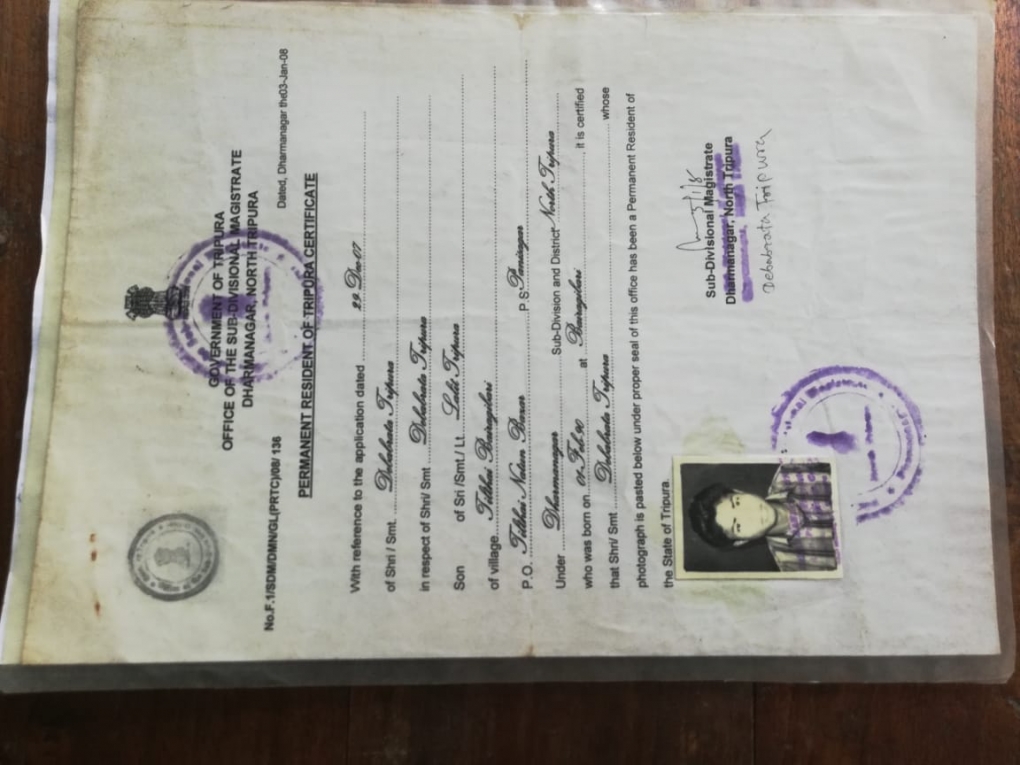 GOVERNMENT OF TRIPURA
OFFICE OF THE SUB-DIVISIONAL MAGISTRATE
DHARMANAGAR, NORTH TRIPURA
No.F.1/SDM/DMN/GL(PRTC)/08/ 136 Dated, Dharmanagar the03-Jan-08
PERMANENT RESIDENT OF TRIPURA CERTIFICATE
With reference to the application dated 29 Dec 07
of Shri / Smt. Debabrata Tripura
in respect of Shri/ Smt Debabrata Tripura
Son of Sri /Smt./ Lt. Lalit Tripura
of village Tilthai Bairagibari
P.O. Tilthai Natun Bazar P.S Panisagar
Under Dharmanagar Sub-Division and District North Tripura
who was born on 01-Feb-90 at Bairagibari, it is certified
that Shri/ Smt Debabrata Tripura whose
photograph is pasted below under proper seal of this office has been a Permanent Resident of
the State of Tripura.
Sub-Divisional Magistrate
Dharmanagar, North Tripura
Debabrata Tripura